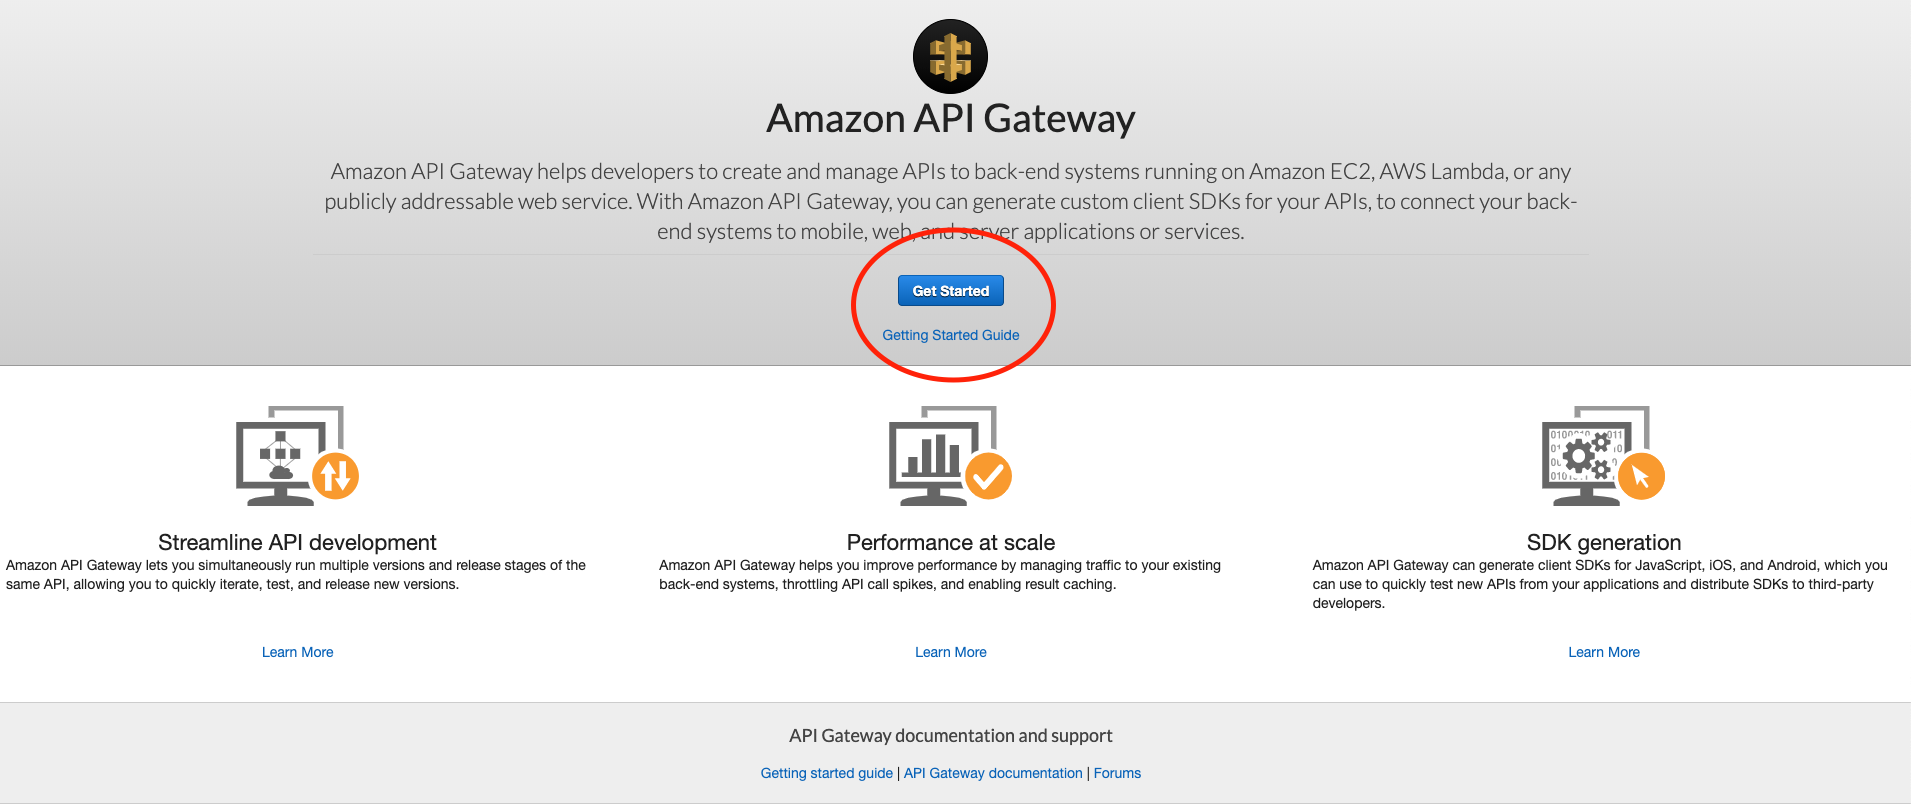 Amazon API Gateway
Amazon API Gateway helps developers to create and manage APIs to back-end systems running on Amazon EC2, AWS Lambda, or any
publicly addressable web service. With Amazon API Gateway, you can generate custom client SDKs for your APIs, to connect your back-
end systems to mobile, web, and server applications or services.
Get Started
Getting Started Guide
Streamline API development
Amazon API Gateway lets you simultaneously run multiple versions and release stages of the
same API, allowing you to quickly iterate, test, and release new versions.
Learn More
Performance at scale
Amazon API Gateway helps you improve performance by managing traffic to your existing
back-end systems, throttling API call spikes, and enabling result caching.
Learn More
SDK generation
Amazon API Gateway can generate client SDKs for JavaScript, iOS, and Android, which you
can use to quickly test new APIs from your applications and distribute SDKs to third-party
developers.
Learn More
API Gateway documentation and support
Getting started guide | API Gateway documentation | Forums